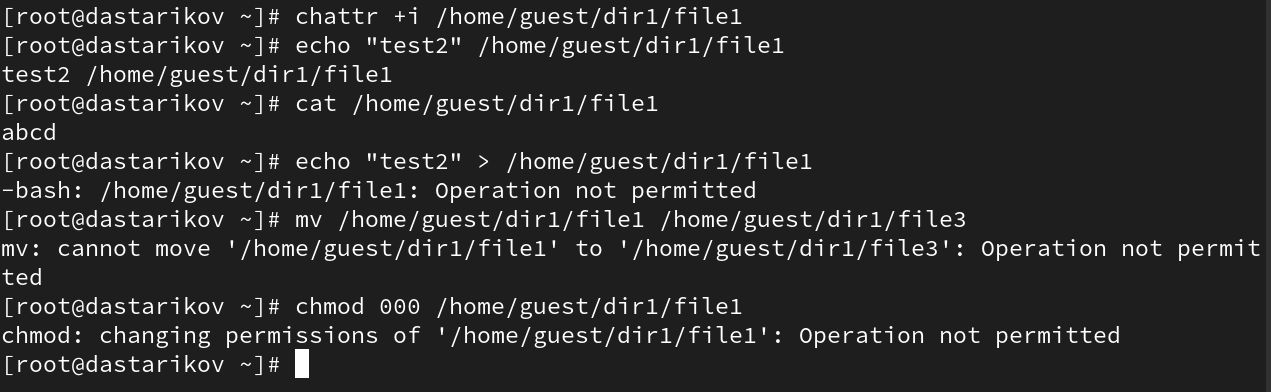 [root@dastarikov ~]# chattr +i /home/guest/dir1/file1
[root@dastarikov ~]# echo "test2" /home/guest/dir1/file1
test2 /home/guest/dir1/file1
[root@dastarikov ~]# cat /home/guest/dir1/file1
abcd
[root@dastarikov ~]# echo "test2" > /home/guest/dir1/file1
-bash: /home/guest/dir1/file1: Operation not permitted
[root@dastarikov ~]# mv /home/guest/dir1/file1 /home/guest/dir1/file3
mv: cannot move '/home/guest/dir1/file1' to '/home/guest/dir1/file3': Operation not permit
ted
[root@dastarikov ~]# chmod 000 /home/guest/dir1/file1
chmod: changing permissions of '/home/guest/dir1/file1': Operation not permitted
[root@dastarikov ~]#